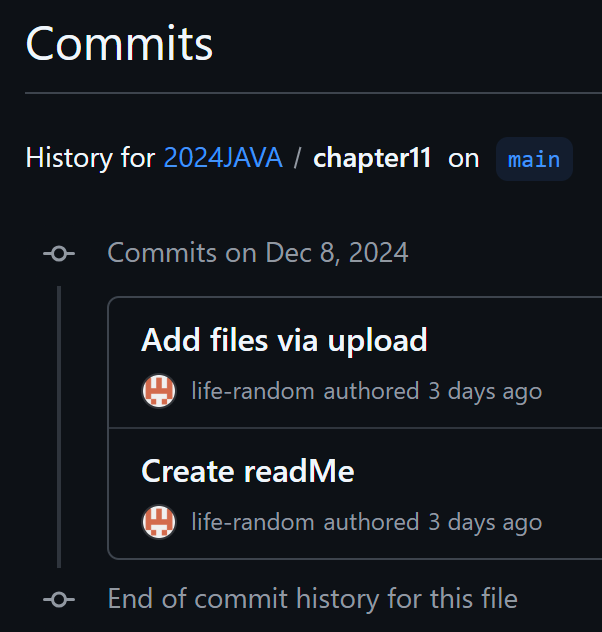 Commits
History for 2024JAVA / chapter11 on main
Commits on Dec 8, 2024
Add files via upload
life-random authored 3 days ago
Create readMe
life-random authored 3 days ago
End of commit history for this file